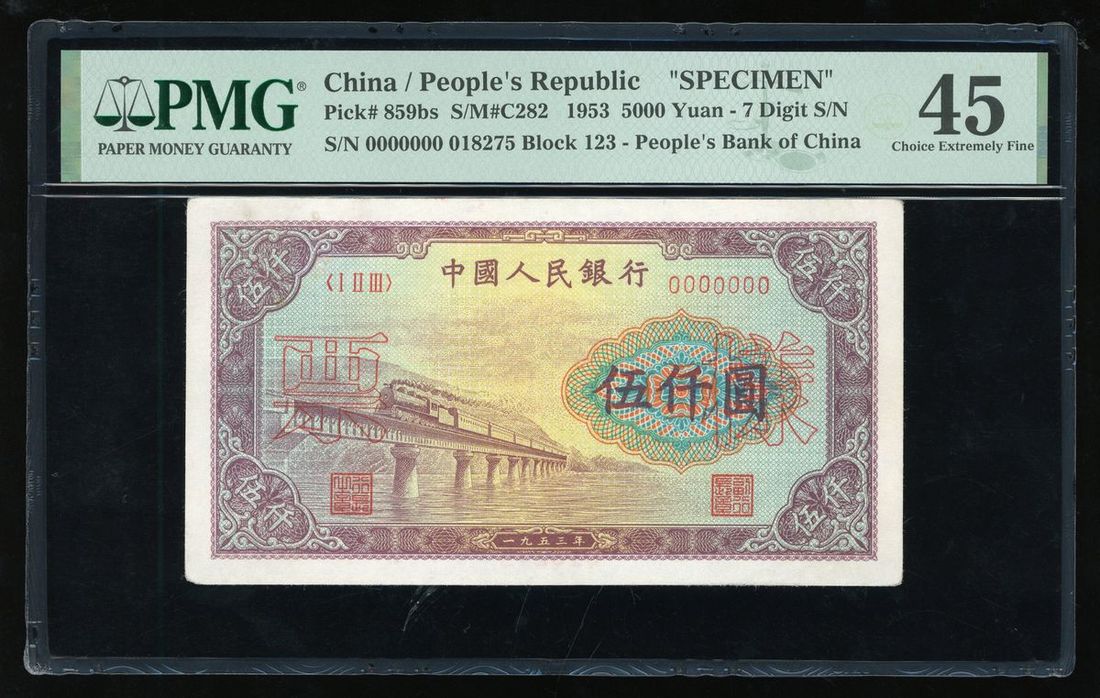 PMG®
PAPER MONEY GUARANTY
China / People's Republic "SPECIMEN"
Pick# 859bs S/M#C282 1953 5000 Yuan - 7 Digit S/N
S/N 0000000 018275 Block 123 - People's Bank of China
45
Choice Extremely Fine
伍仟
伍仟
中國人民銀行
〈I II III〉
0000000
票
樣
伍仟圓
伍仟
伍仟
一九五三年